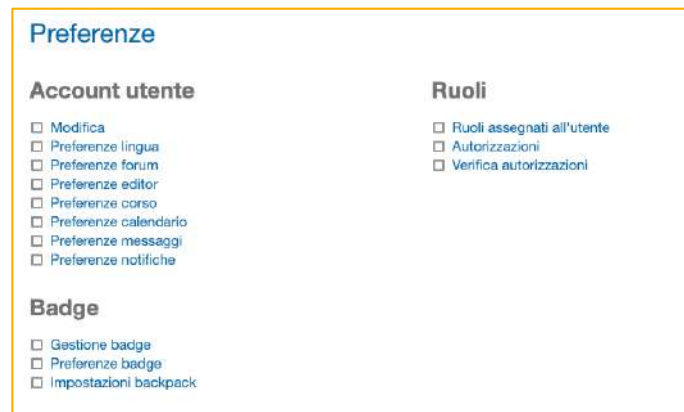 Preferenze
Account utente
Modifica
Preferenze lingua
Preferenze forum
Preferenze editor
Preferenze corso
Preferenze calendario
Preferenze messaggi
Preferenze notifiche
Badge
Gestione badge
Preferenze badge
Impostazioni backpack
Ruoli
Ruoli assegnati all'utente
Autorizzazioni
Verifica autorizzazioni